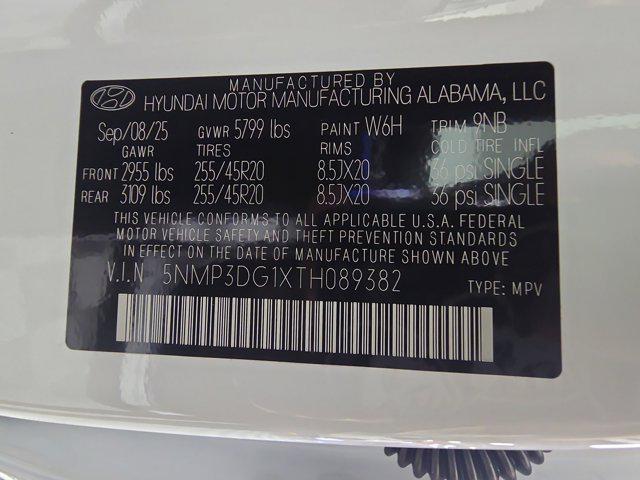 MANUFACTURED BY
HYUNDAI MOTOR MANUFACTURING ALABAMA, LLC
Sep/08/25 GVWR 5799 lbs PAINT W6H TRIM 9NB
GAWR TIRES RIMS COLD TIRE INFL
FRONT 2955 lbs 255/45R20 8.5JX20 36 psi SINGLE
REAR 3109 lbs 255/45R20 8.5JX20 36 psi SINGLE
THIS VEHICLE CONFORMS TO ALL APPLICABLE U.S.A. FEDERAL
MOTOR VEHICLE SAFETY AND THEFT PREVENTION STANDARDS
IN EFFECT ON THE DATE OF MANUFACTURE SHOWN ABOVE
V.I.N 5NMP3DG1XTH089382 TYPE: MPV